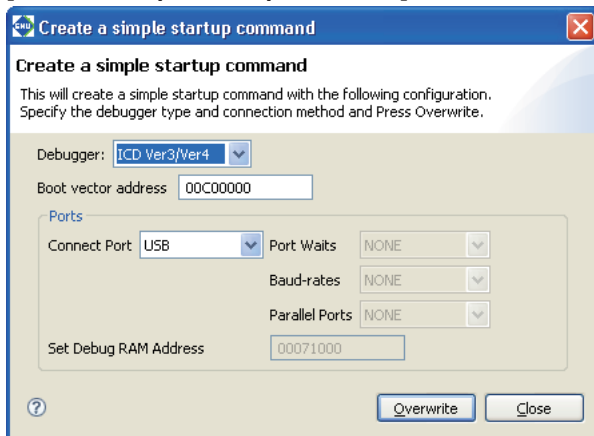 Create a simple startup command
Create a simple startup command
This will create a simple startup command with the following configuration.
Specify the debugger type and connection method and Press Overwrite.
Debugger: ICD Ver3/Ver4
Boot vector address 00C00000
Ports
Connect Port USB Port Waits NONE
Baud-rates NONE
Parallel Ports NONE
Set Debug RAM Address 00071000
? Overwrite Close